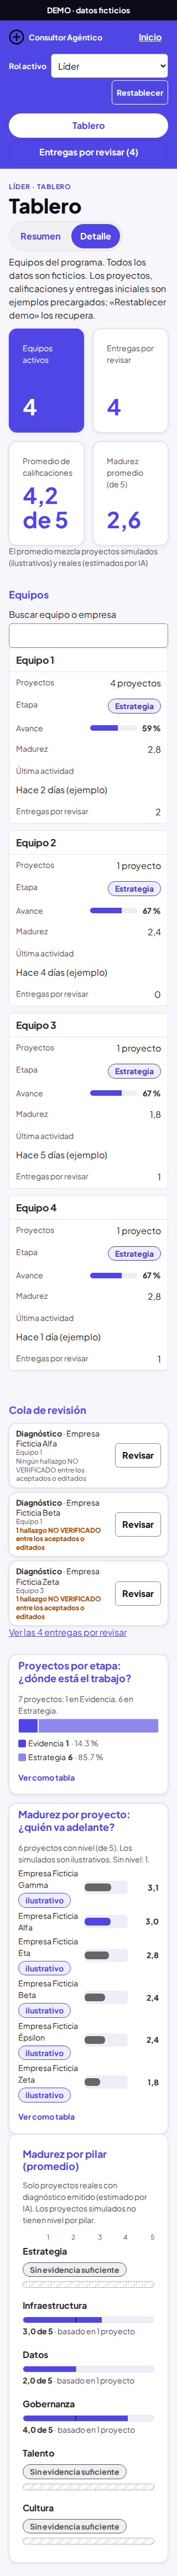 DEMO · datos ficticios
Consultor Agéntico
Inicio
Rol activo
Líder
Restablecer
Tablero
Entregas por revisar (4)
LÍDER · TABLERO
Tablero
Resumen
Detalle
Equipos del programa. Todos los
datos son ficticios. Los proyectos,
calificaciones y entregas iniciales son
ejemplos precargados; «Restablecer
demo» los recupera.
Equipos
activos
4
Entregas por
revisar
4
Promedio de
calificaciones
4,2
de 5
Madurez
promedio
(de 5)
2,6
El promedio mezcla proyectos simulados
(ilustrativos) y reales (estimados por IA)
Equipos
Buscar equipo o empresa
Equipo 1
Proyectos 4 proyectos
Etapa Estrategia
Avance 59 %
Madurez 2,8
Última actividad
Hace 2 días (ejemplo)
Entregas por revisar 2
Equipo 2
Proyectos 1 proyecto
Etapa Estrategia
Avance 67 %
Madurez 2,4
Última actividad
Hace 4 días (ejemplo)
Entregas por revisar 0
Equipo 3
Proyectos 1 proyecto
Etapa Estrategia
Avance 67 %
Madurez 1,8
Última actividad
Hace 5 días (ejemplo)
Entregas por revisar 1
Equipo 4
Proyectos 1 proyecto
Etapa Estrategia
Avance 67 %
Madurez 2,8
Última actividad
Hace 1 día (ejemplo)
Entregas por revisar 1
Cola de revisión
Diagnóstico · Empresa
Ficticia Alfa
Equipo 1
Ningún hallazgo NO
VERIFICADO entre los
aceptados o editados
Revisar
Diagnóstico · Empresa
Ficticia Beta
Equipo 1
1 hallazgo NO VERIFICADO
entre los aceptados o
editados
Revisar
Diagnóstico · Empresa
Ficticia Zeta
Equipo 3
1 hallazgo NO VERIFICADO
entre los aceptados o
editados
Revisar
Ver las 4 entregas por revisar
Proyectos por etapa:
¿dónde está el trabajo?
7 proyectos: 1 en Evidencia, 6 en
Estrategia.
Evidencia 1 · 14.3 %
Estrategia 6 · 85.7 %
Ver como tabla
Madurez por proyecto:
¿quién va adelante?
6 proyectos con nivel (de 5). Los
simulados son ilustrativos. Sin nivel: 1.
Empresa Ficticia
Gamma
ilustrativo
3,1
Empresa Ficticia
Alfa
3,0
Empresa Ficticia
Eta
ilustrativo
2,8
Empresa Ficticia
Beta
ilustrativo
2,4
Empresa Ficticia
Épsilon
ilustrativo
2,4
Empresa Ficticia
Zeta
ilustrativo
1,8
Ver como tabla
Madurez por pilar
(promedio)
Solo proyectos reales con
diagnóstico emitido (estimado por
IA). Los proyectos simulados no
tienen nivel por pilar.
1 2 3 4 5
Estrategia
Sin evidencia suficiente
Infraestructura
3,0 de 5 · basado en 1 proyecto
Datos
2,0 de 5 · basado en 1 proyecto
Gobernanza
4,0 de 5 · basado en 1 proyecto
Talento
Sin evidencia suficiente
Cultura
Sin evidencia suficiente